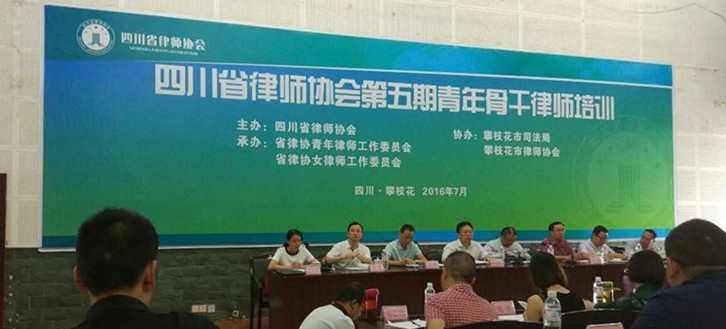 四川省律师协会
四川省律师协会第五期青年骨干律师培训
主办：四川省律师协会
承办：省律协青年律师工作委员会
省律协女律师工作委员会
协办：攀枝花市司法局
攀枝花市律师协会
四川·攀枝花 2016年7月